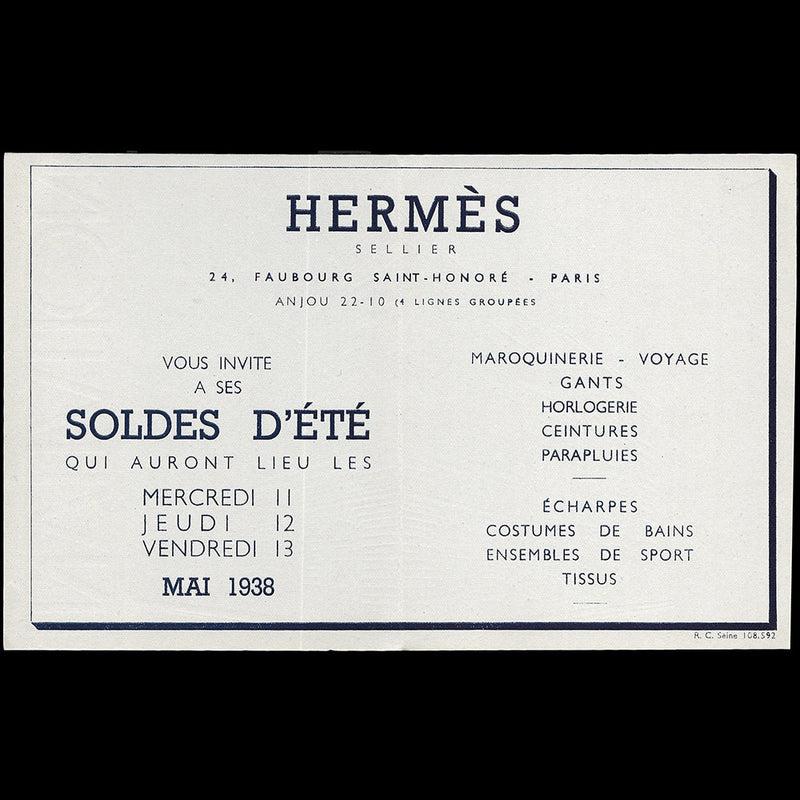 HERMÈS
SELLIER
24, FAUBOURG SAINT-HONORÉ - PARIS
ANJOU 22-10 (4 LIGNES GROUPÉES
VOUS INVITE
A SES
SOLDES D'ÉTÉ
QUI AURONT LIEU LES
MERCREDI 11
JEUDI 12
VENDREDI 13
MAI 1938
MAROQUINERIE - VOYAGE
GANTS
HORLOGERIE
CEINTURES
PARAPLUIES
ÉCHARPES
COSTUMES DE BAINS
ENSEMBLES DE SPORT
TISSUS
R. C. Seine 108.592